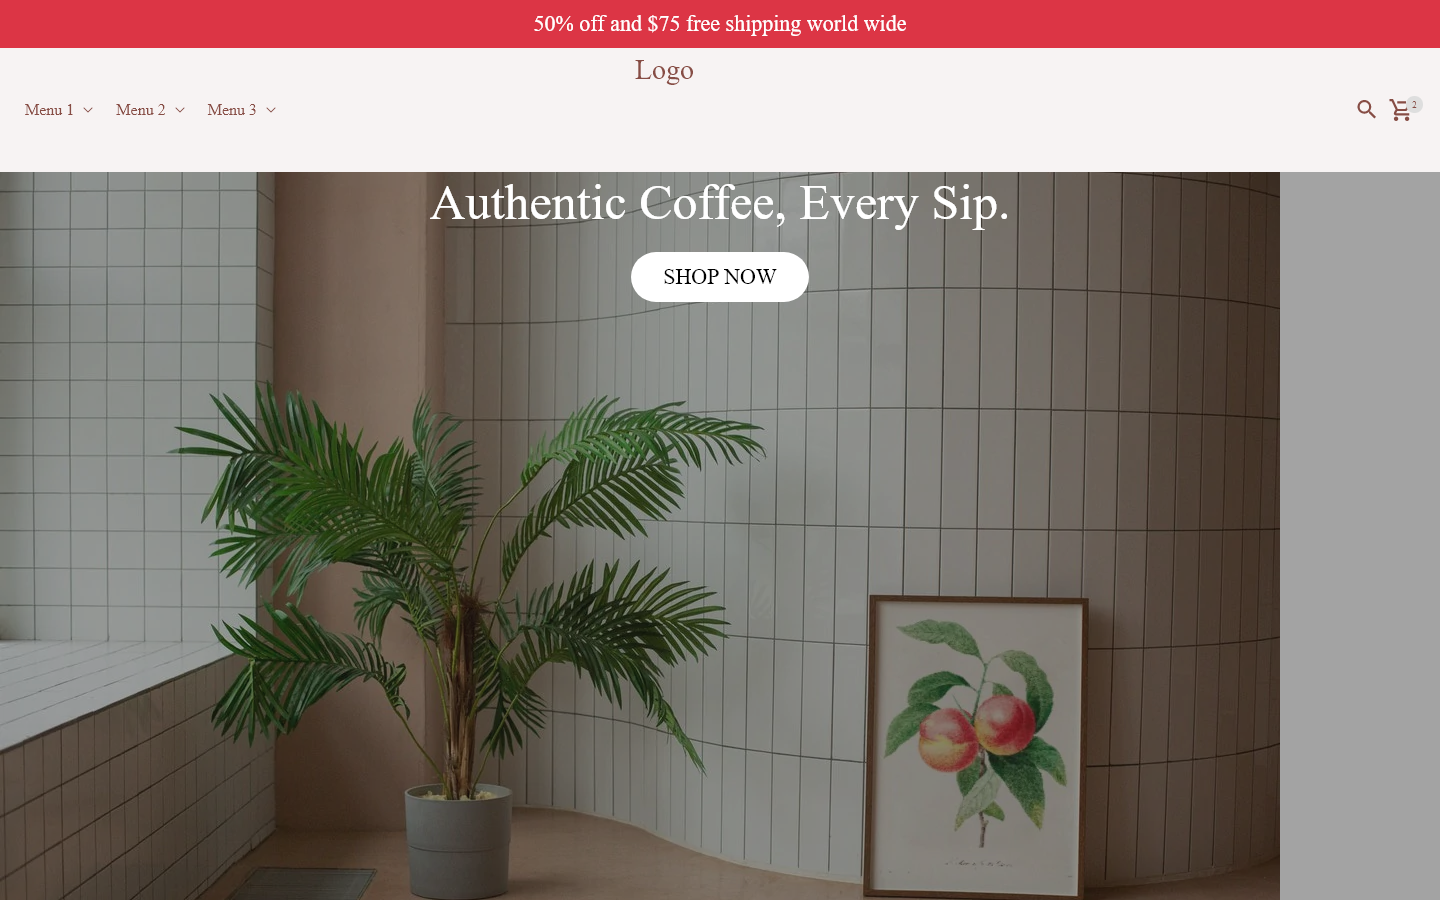 50% off and $75 free shipping world wide
Logo
Menu 1
Menu 2
Menu 3
2
Authentic Coffee, Every Sip.
SHOP NOW